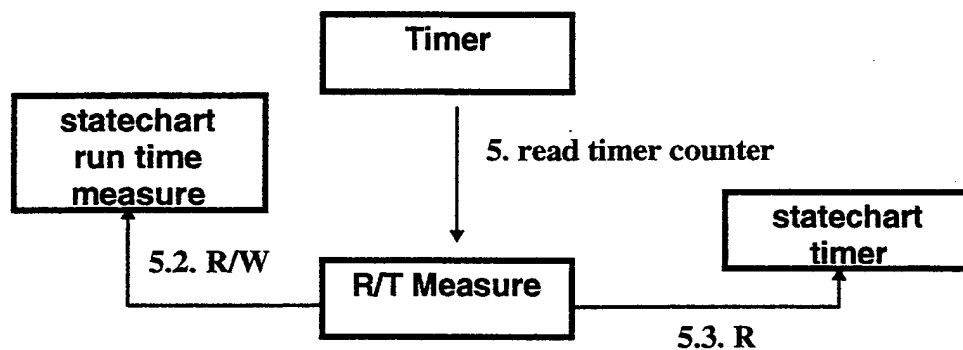 Timer
statechart
run time
measure
5. read timer counter
statechart
timer
5.2. R/W
R/T Measure
5.3. R